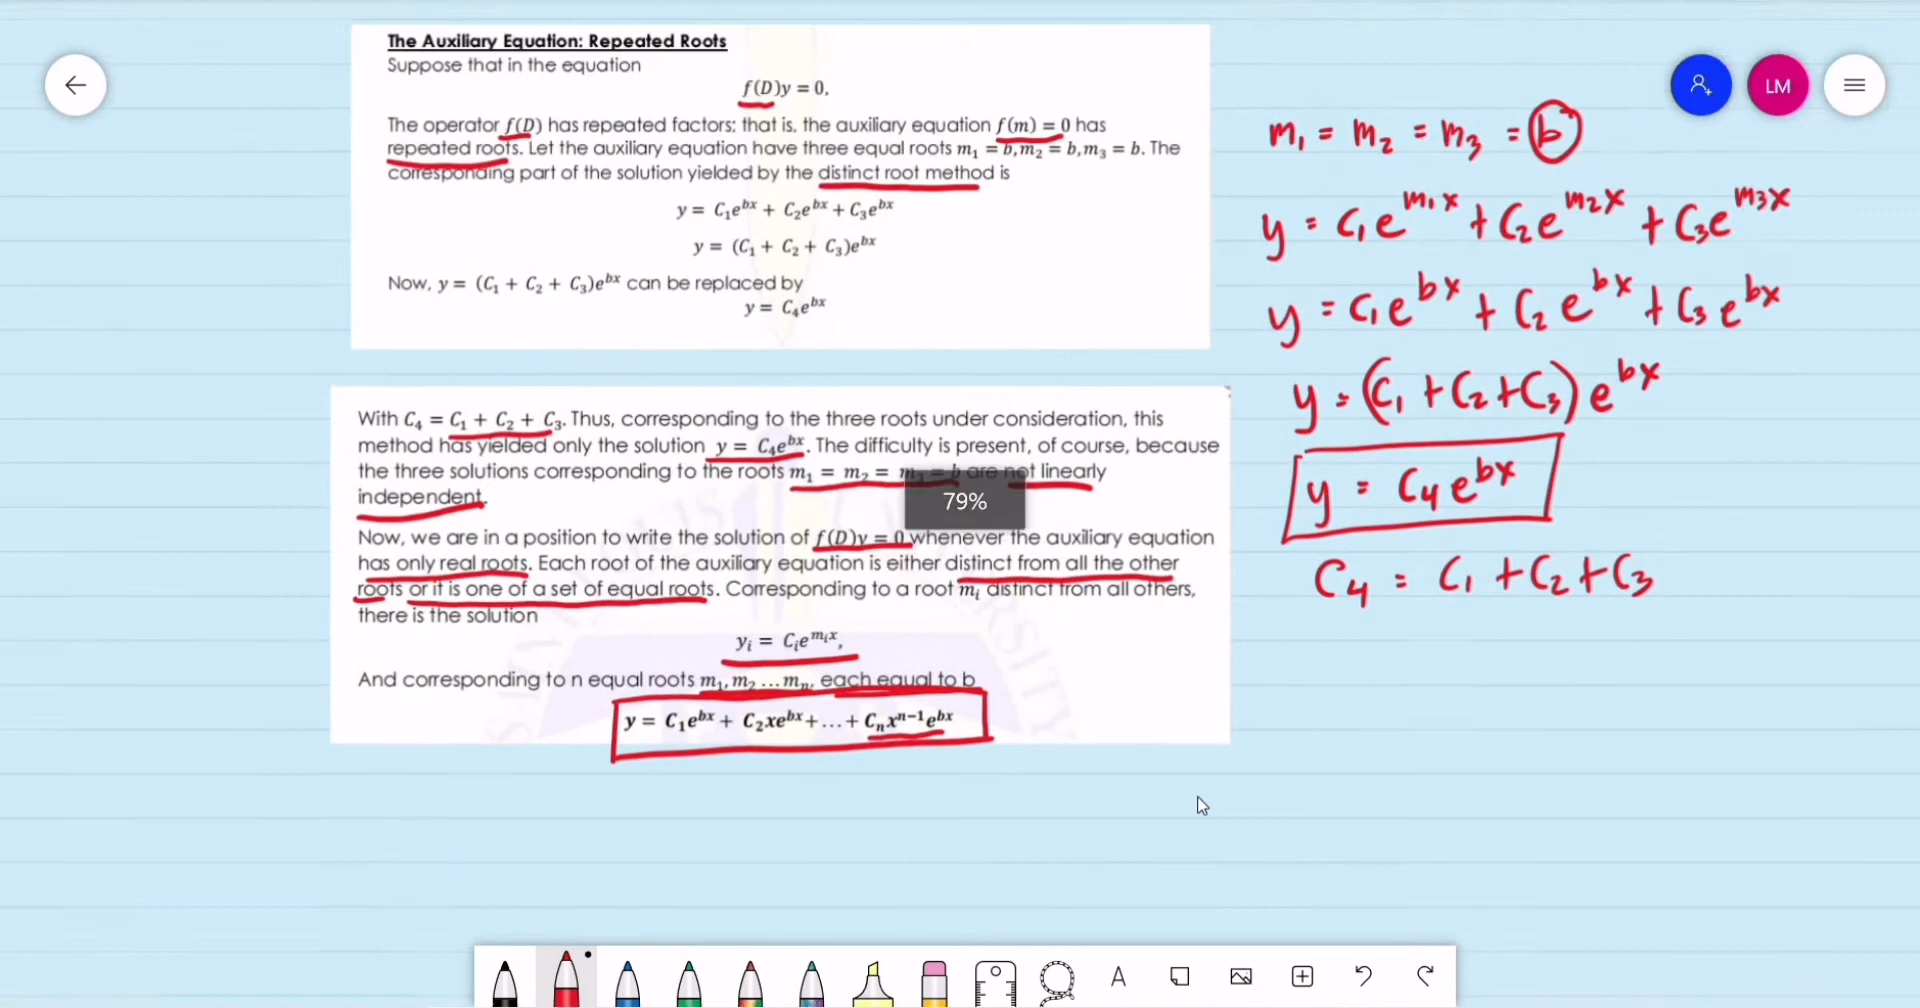 The Auxiliary Equation: Repeated Roots
Suppose that in the equation
f(D)y = 0,
The operator f(D) has repeated factors: that is, the auxiliary equation f(m) = 0 has
repeated roots. Let the auxiliary equation have three equal roots m₁ = b, m₂ = b, m₃ = b. The
corresponding part of the solution yielded by the distinct root method is
y = C₁e^{bx} + C₂e^{bx} + C₃e^{bx}
y = (C₁ + C₂ + C₃)e^{bx}
Now, y = (C₁ + C₂ + C₃)e^{bx} can be replaced by
y = C₄e^{bx}
With C₄ = C₁ + C₂ + C₃. Thus, corresponding to the three roots under consideration, this
method has yielded only the solution y = C₄e^{bx}. The difficulty is present, of course, because
the three solutions corresponding to the roots m₁ = m₂ = m₃ = b are not linearly
independent.
79%
Now, we are in a position to write the solution of f(D)y = 0 whenever the auxiliary equation
has only real roots. Each root of the auxiliary equation is either distinct from all the other
roots or it is one of a set of equal roots. Corresponding to a root mᵢ distinct from all others,
there is the solution
yᵢ = Cᵢe^{mᵢx},
And corresponding to n equal roots m₁, m₂ … mₙ, each equal to b
y = C₁e^{bx} + C₂xe^{bx}+…+ Cₙx^{n−1}e^{bx}
m₁ = m₂ = m₃ = b
y = C₁e^{m₁x} + C₂e^{m₂x} + C₃e^{m₃x}
y = C₁e^{bx} + C₂e^{bx} + C₃e^{bx}
y = (C₁ + C₂ + C₃) e^{bx}
y = C₄e^{bx}
C₄ = C₁ + C₂ + C₃
LM
A